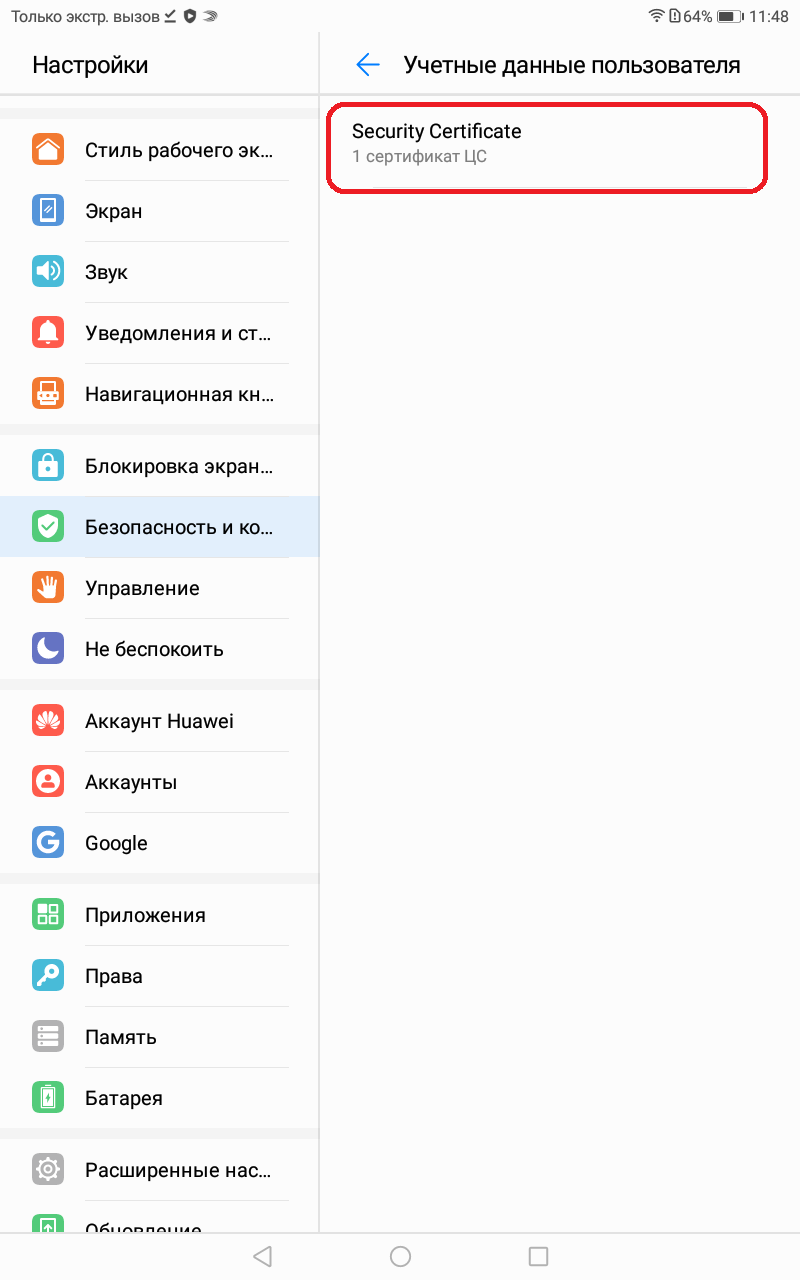 Только экстр. вызов
64% 11:48
Настройки
Учетные данные пользователя
Security Certificate
1 сертификат ЦС
Стиль рабочего эк...
Экран
Звук
Уведомления и ст...
Навигационная кн...
Блокировка экран...
Безопасность и ко...
Управление
Не беспокоить
Аккаунт Huawei
Аккаунты
Google
Приложения
Права
Память
Батарея
Расширенные нас...
Обновление